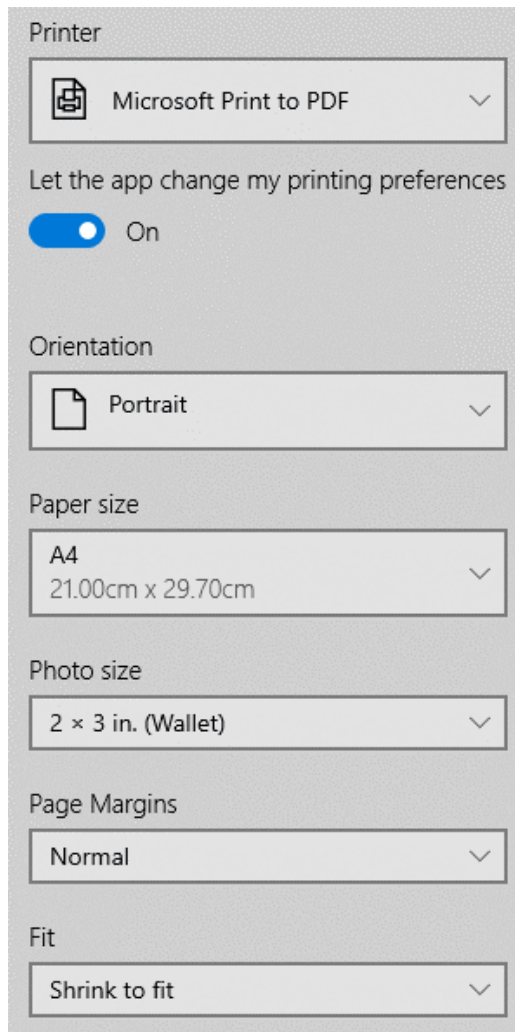 Printer
Microsoft Print to PDF
Let the app change my printing preferences
On
Orientation
Portrait
Paper size
A4
21.00cm x 29.70cm
Photo size
2 × 3 in. (Wallet)
Page Margins
Normal
Fit
Shrink to fit